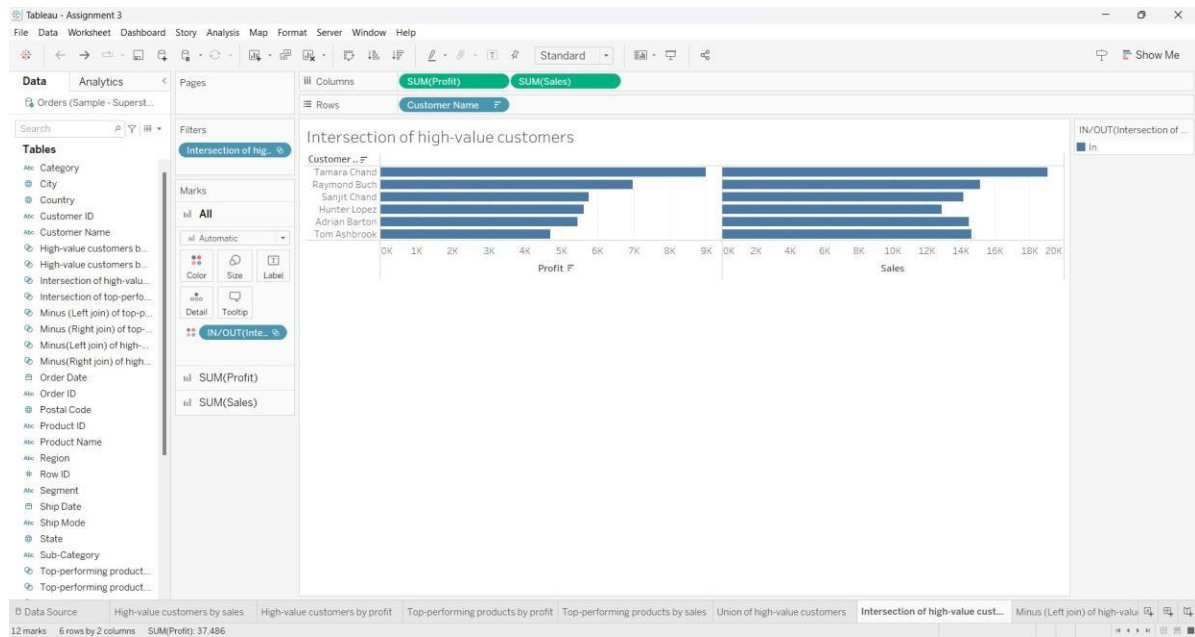 Tableau - Assignment 3
File Data Worksheet Dashboard Story Analysis Map Format Server Window Help
Standard
Show Me
Data Analytics
Orders (Sample - Superst...
Search
Tables
Abc Category
City
Country
Abc Customer ID
Abc Customer Name
High-value customers b...
High-value customers b...
Intersection of high-valu...
Intersection of top-perfo...
Minus (Left join) of top-p...
Minus (Right join) of top-...
Minus(Left join) of high-...
Minus(Right join) of high...
Order Date
Abc Order ID
Postal Code
Abc Product ID
Abc Product Name
Abc Region
# Row ID
Abc Segment
Ship Date
Abc Ship Mode
State
Abc Sub-Category
Top-performing product...
Top-performing product...
Pages
Filters
Intersection of hig..
Marks
All
Automatic
Color Size Label
Detail Tooltip
IN/OUT(Inte..
SUM(Profit)
SUM(Sales)
Columns SUM(Profit) SUM(Sales)
Rows Customer Name
Intersection of high-value customers
Customer ..
Tamara Chand
Raymond Buch
Sanjit Chand
Hunter Lopez
Adrian Barton
Tom Ashbrook
0K 1K 2K 3K 4K 5K 6K 7K 8K 9K 0K 2K 4K 6K 8K 10K 12K 14K 16K 18K 20K
Profit Sales
IN/OUT(Intersection of ...
In
Data Source High-value customers by sales High-value customers by profit Top-performing products by profit Top-performing products by sales Union of high-value customers Intersection of high-value cust... Minus (Left join) of high-valu
12 marks 6 rows by 2 columns SUM(Profit): 37,486